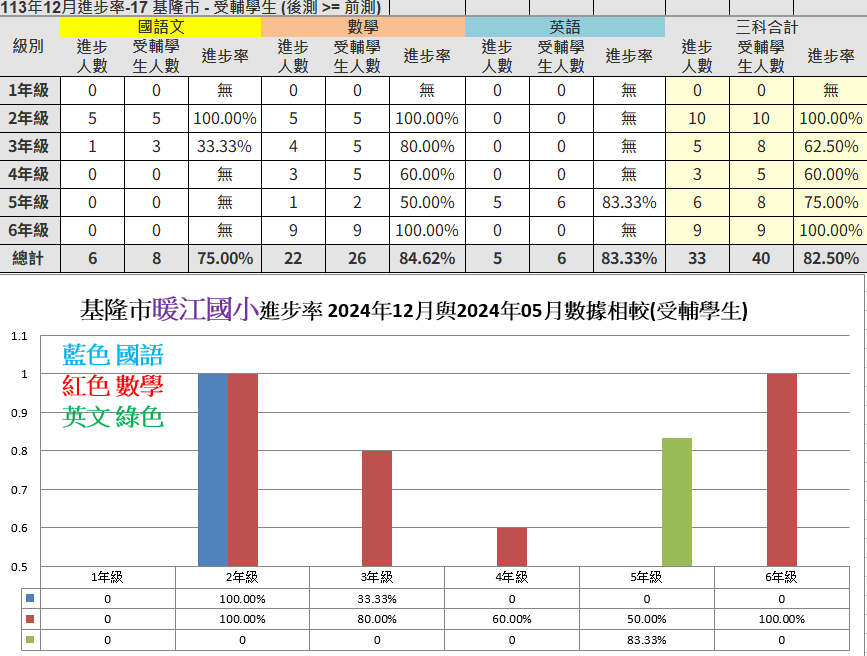 113年12月進步率-17 基隆市 - 受輔學生 (後測 >= 前測)
級別 國語文 數學 英語 三科合計
進步人數 受輔學生人數 進步率 進步人數 受輔學生人數 進步率 進步人數 受輔學生人數 進步率 進步人數 受輔學生人數 進步率
1年級 0 0 無 0 0 無 0 0 無 0 0 無
2年級 5 5 100.00% 5 5 100.00% 0 0 無 10 10 100.00%
3年級 1 3 33.33% 4 5 80.00% 0 0 無 5 8 62.50%
4年級 0 0 無 3 5 60.00% 0 0 無 3 5 60.00%
5年級 0 0 無 1 2 50.00% 5 6 83.33% 6 8 75.00%
6年級 0 0 無 9 9 100.00% 0 0 無 9 9 100.00%
總計 6 8 75.00% 22 26 84.62% 5 6 83.33% 33 40 82.50%
基隆市暖江國小進步率 2024年12月與2024年05月數據相較(受輔學生)
藍色 國語
紅色 數學
英文 綠色
1.1
1
0.9
0.8
0.7
0.6
0.5
1年級 2年級 3年級 4年級 5年級 6年級
0 100.00% 33.33% 0 0 0
0 100.00% 80.00% 60.00% 50.00% 100.00%
0 0 0 0 83.33% 0